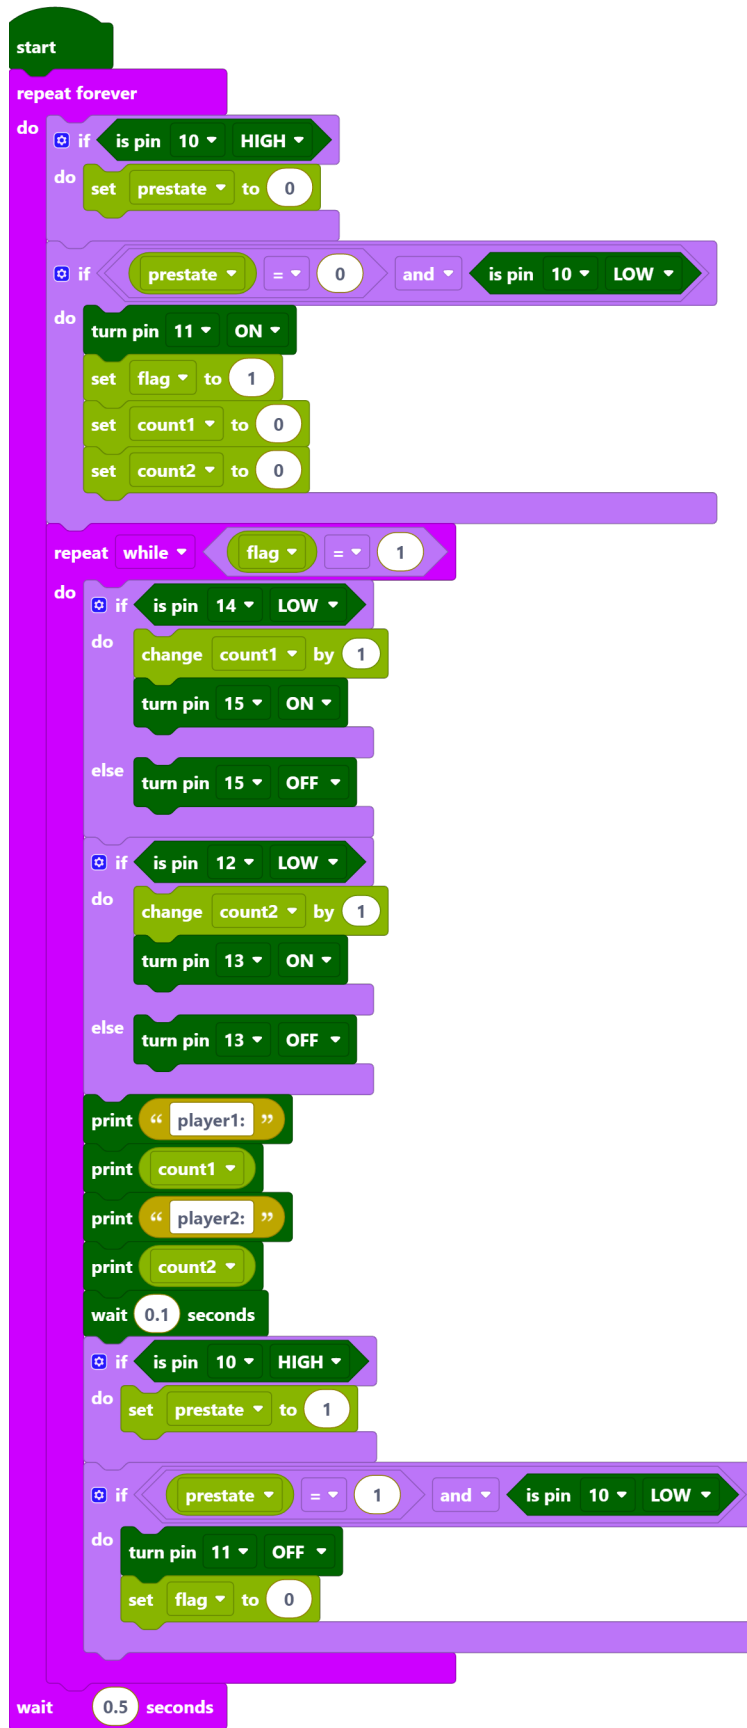 start
repeat forever
do if is pin 10 HIGH
do set prestate to 0
if prestate = 0 and is pin 10 LOW
do turn pin 11 ON
set flag to 1
set count1 to 0
set count2 to 0
repeat while flag = 1
do if is pin 14 LOW
do change count1 by 1
turn pin 15 ON
else turn pin 15 OFF
if is pin 12 LOW
do change count2 by 1
turn pin 13 ON
else turn pin 13 OFF
print “ player1: ”
print count1
print “ player2: ”
print count2
wait 0.1 seconds
if is pin 10 HIGH
do set prestate to 1
if prestate = 1 and is pin 10 LOW
do turn pin 11 OFF
set flag to 0
wait 0.5 seconds